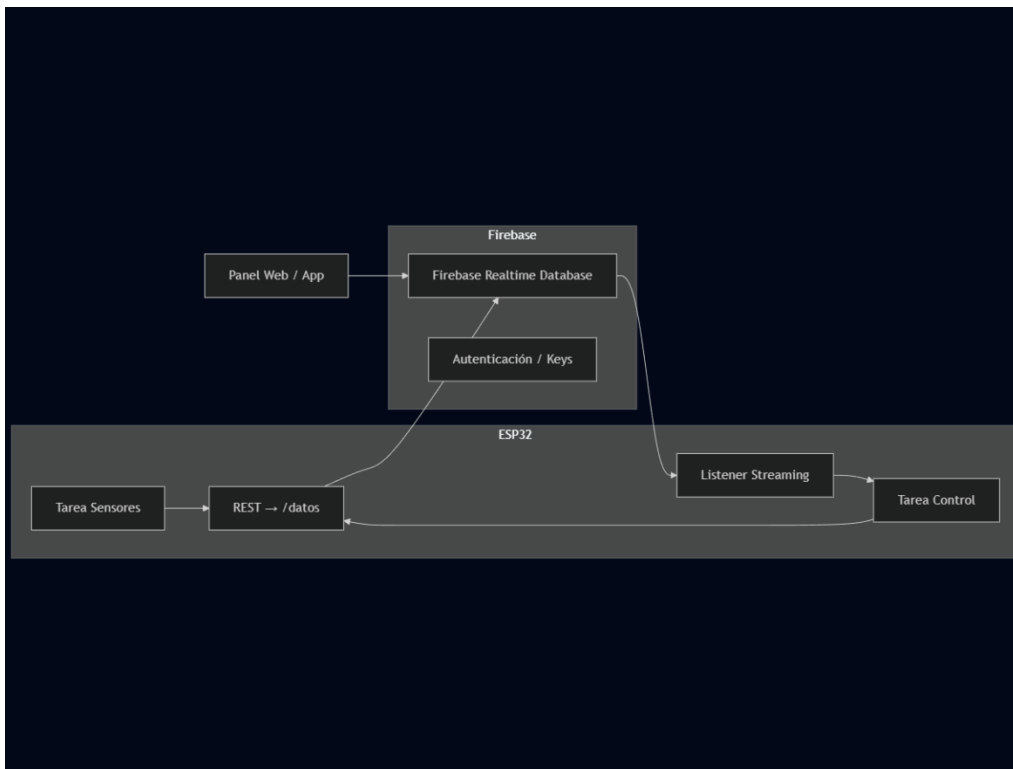 Firebase
Panel Web / App
Firebase Realtime Database
Autenticación / Keys
ESP32
Listener Streaming
Tarea Sensores
REST → /datos
Tarea Control